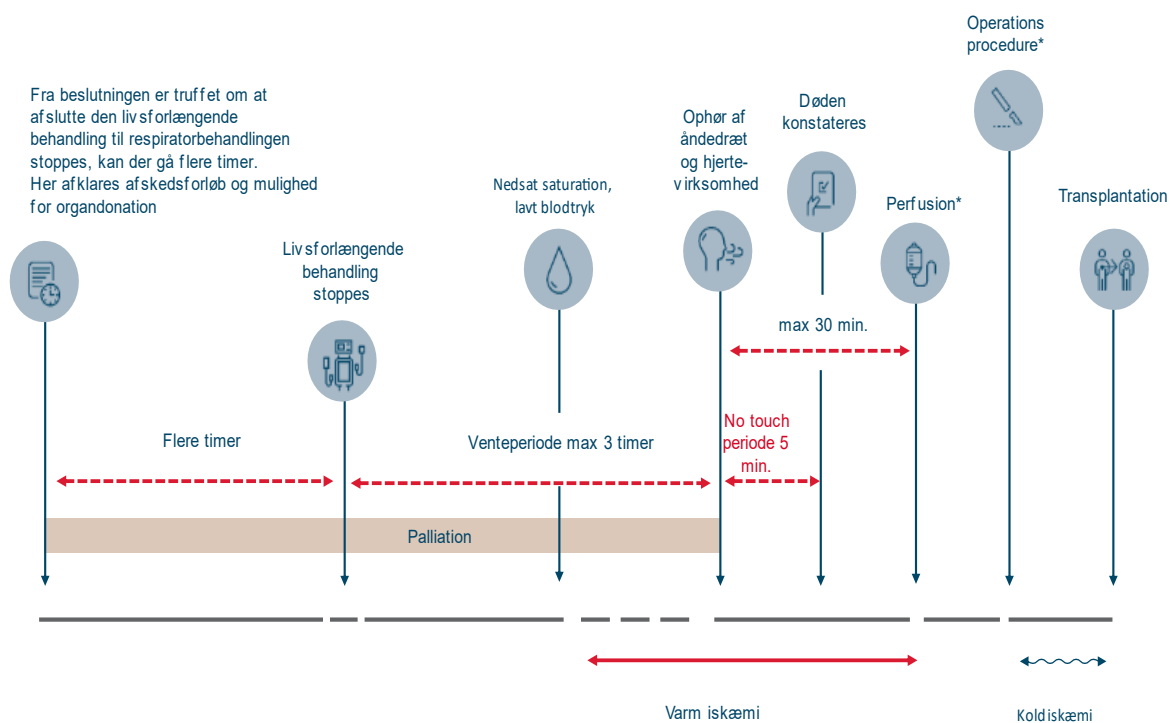 Fra beslutningen er truffet om at
afslutte den livsforlængende
behandling til respiratorbehandlingen
stoppes, kan der gå flere timer.
Her afklares afskedsforløb og mulighed
for organdonation
Livsforlængende
behandling
stoppes
Nedsat saturation,
lavt blodtryk
Ophør af
åndedræt
og hjerte-
virksomhed
Døden
konstateres
Perfusion*
Operations
procedure*
Transplantation
max 30 min.
Flere timer
Venteperiode max 3 timer
No touch
periode 5
min.
Palliation
Varm iskæmi
Kold iskæmi